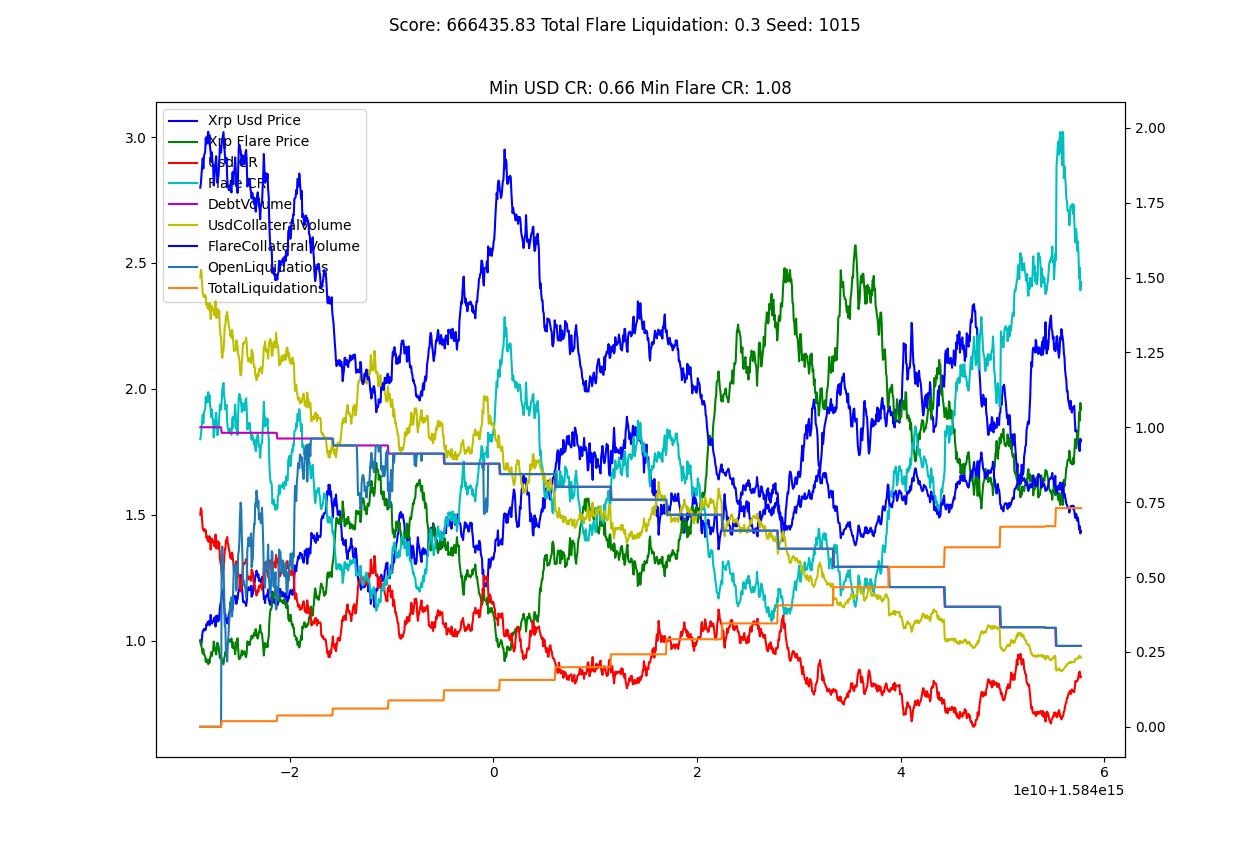 Score: 666435.83 Total Flare Liquidation: 0.3 Seed: 1015
Min USD CR: 0.66 Min Flare CR: 1.08
Xrp Usd Price
Xrp Flare Price
Usd CR
Flare CR
DebtVolume
UsdCollateralVolume
FlareCollateralVolume
OpenLiquidations
TotalLiquidations
3.0
2.5
2.0
1.5
1.0
2.00
1.75
1.50
1.25
1.00
0.75
0.50
0.25
0.00
−2 0 2 4 6
1e10+1.584e15